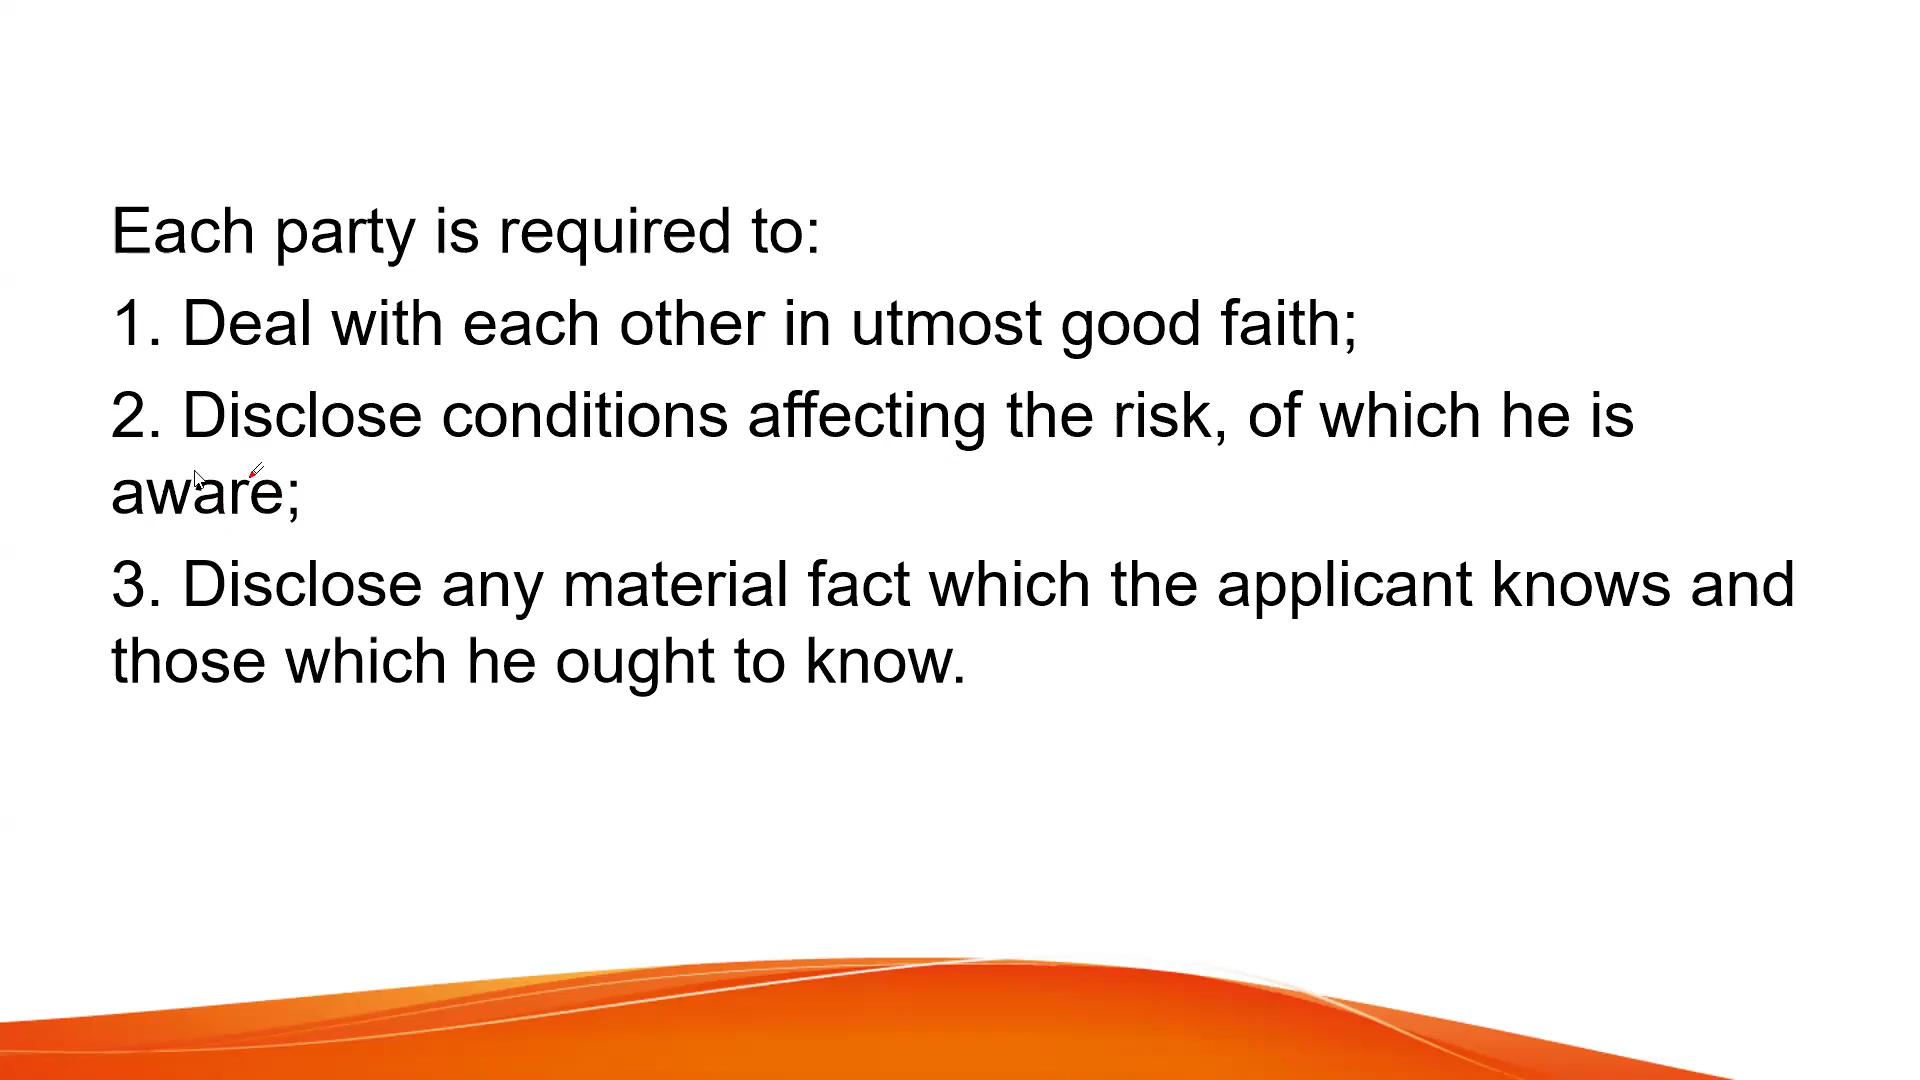 Each party is required to:
1. Deal with each other in utmost good faith;
2. Disclose conditions affecting the risk, of which he is
aware;
3. Disclose any material fact which the applicant knows and
those which he ought to know.